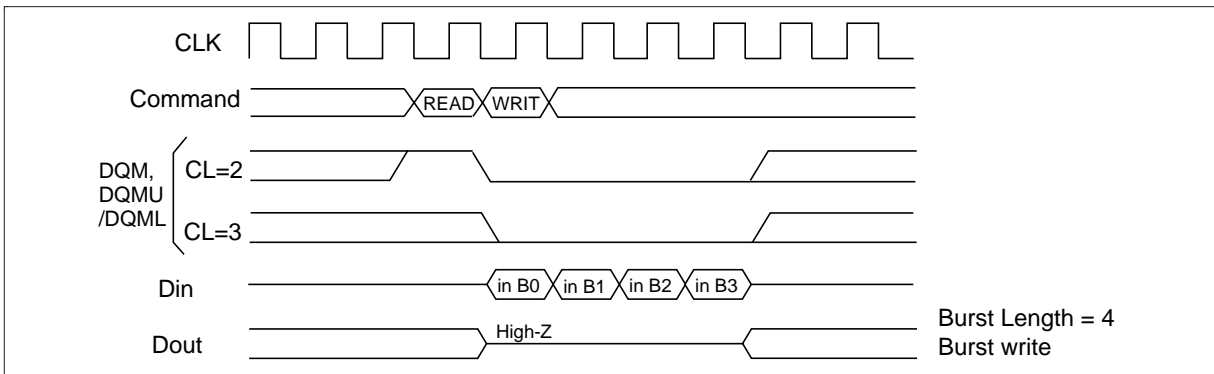 CLK
Command
READ WRIT
DQM,
DQMU
/DQML
CL=2
CL=3
Din
in B0 in B1 in B2 in B3
Dout
High-Z
Burst Length = 4
Burst write